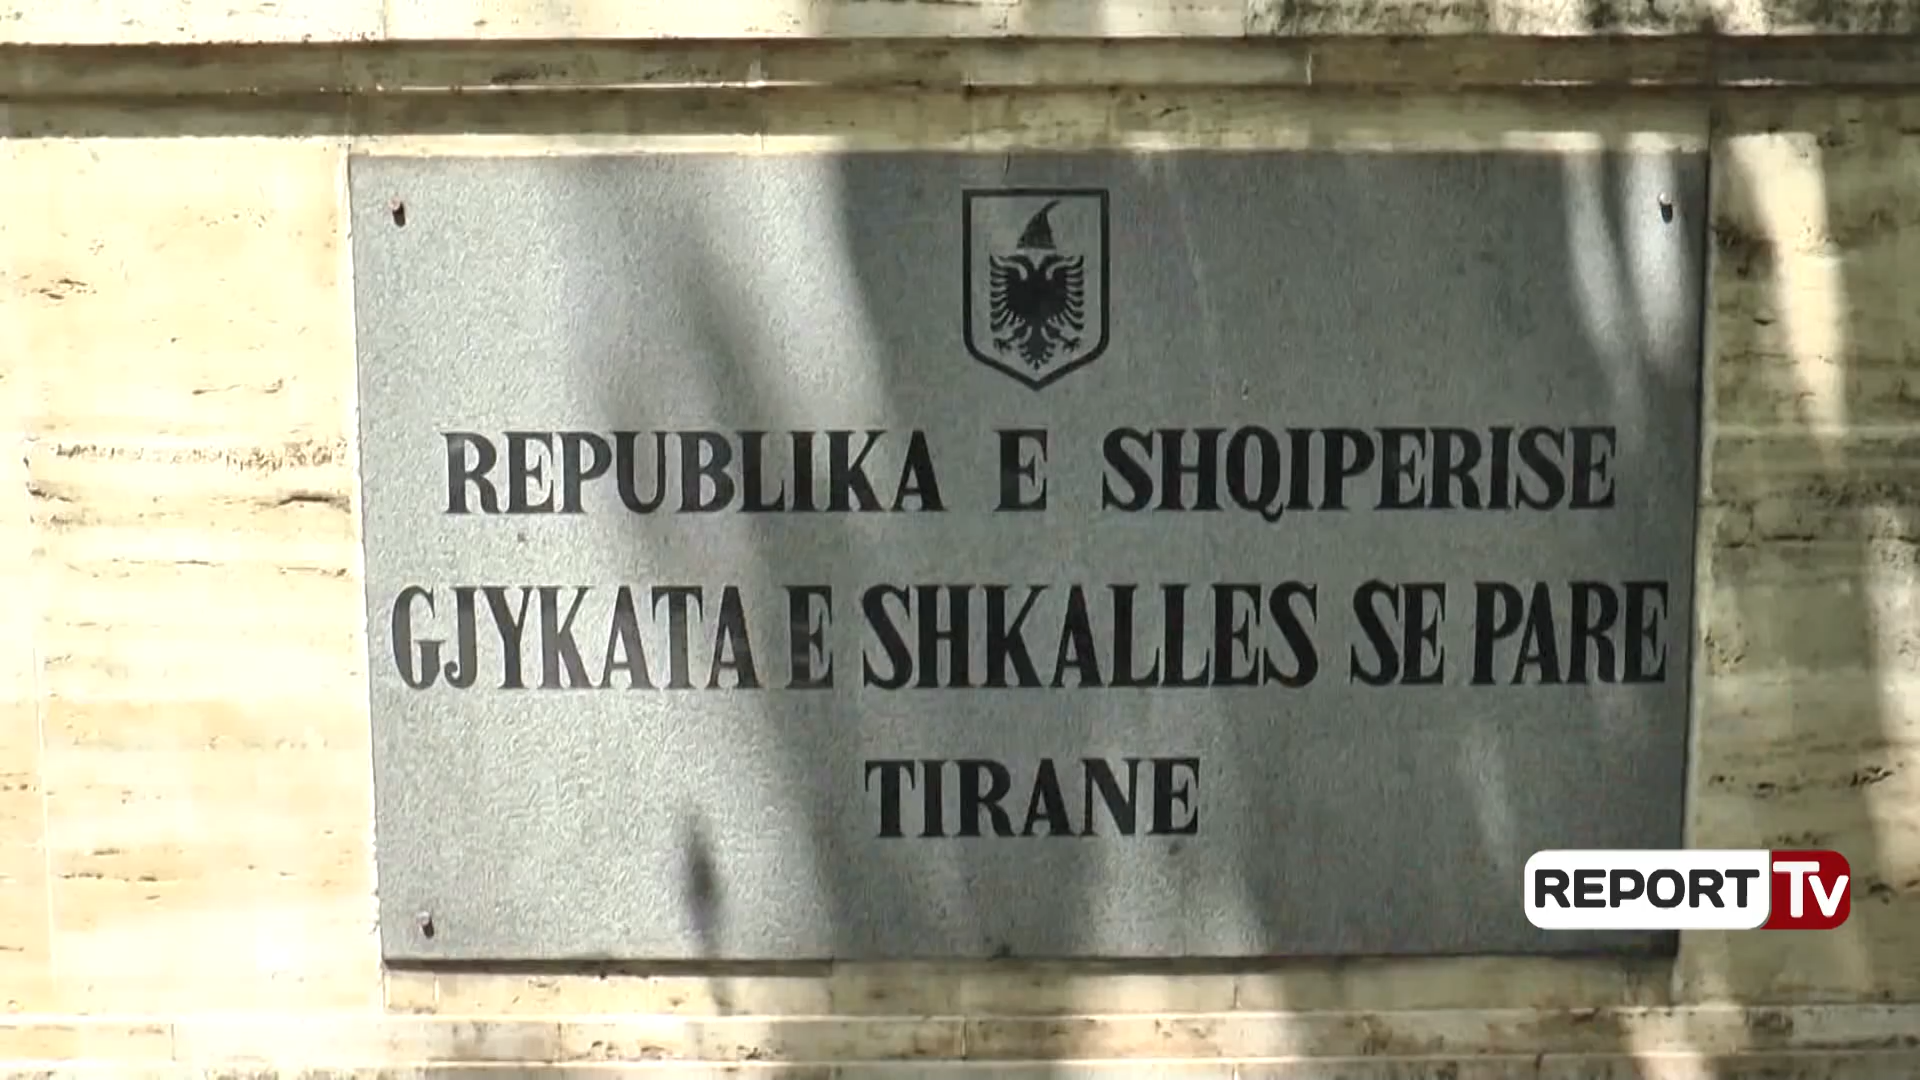 REPUBLIKA E SHQIPERISE
GJYKATA E SHKALLES SE PARE
TIRANE
REPORT TV